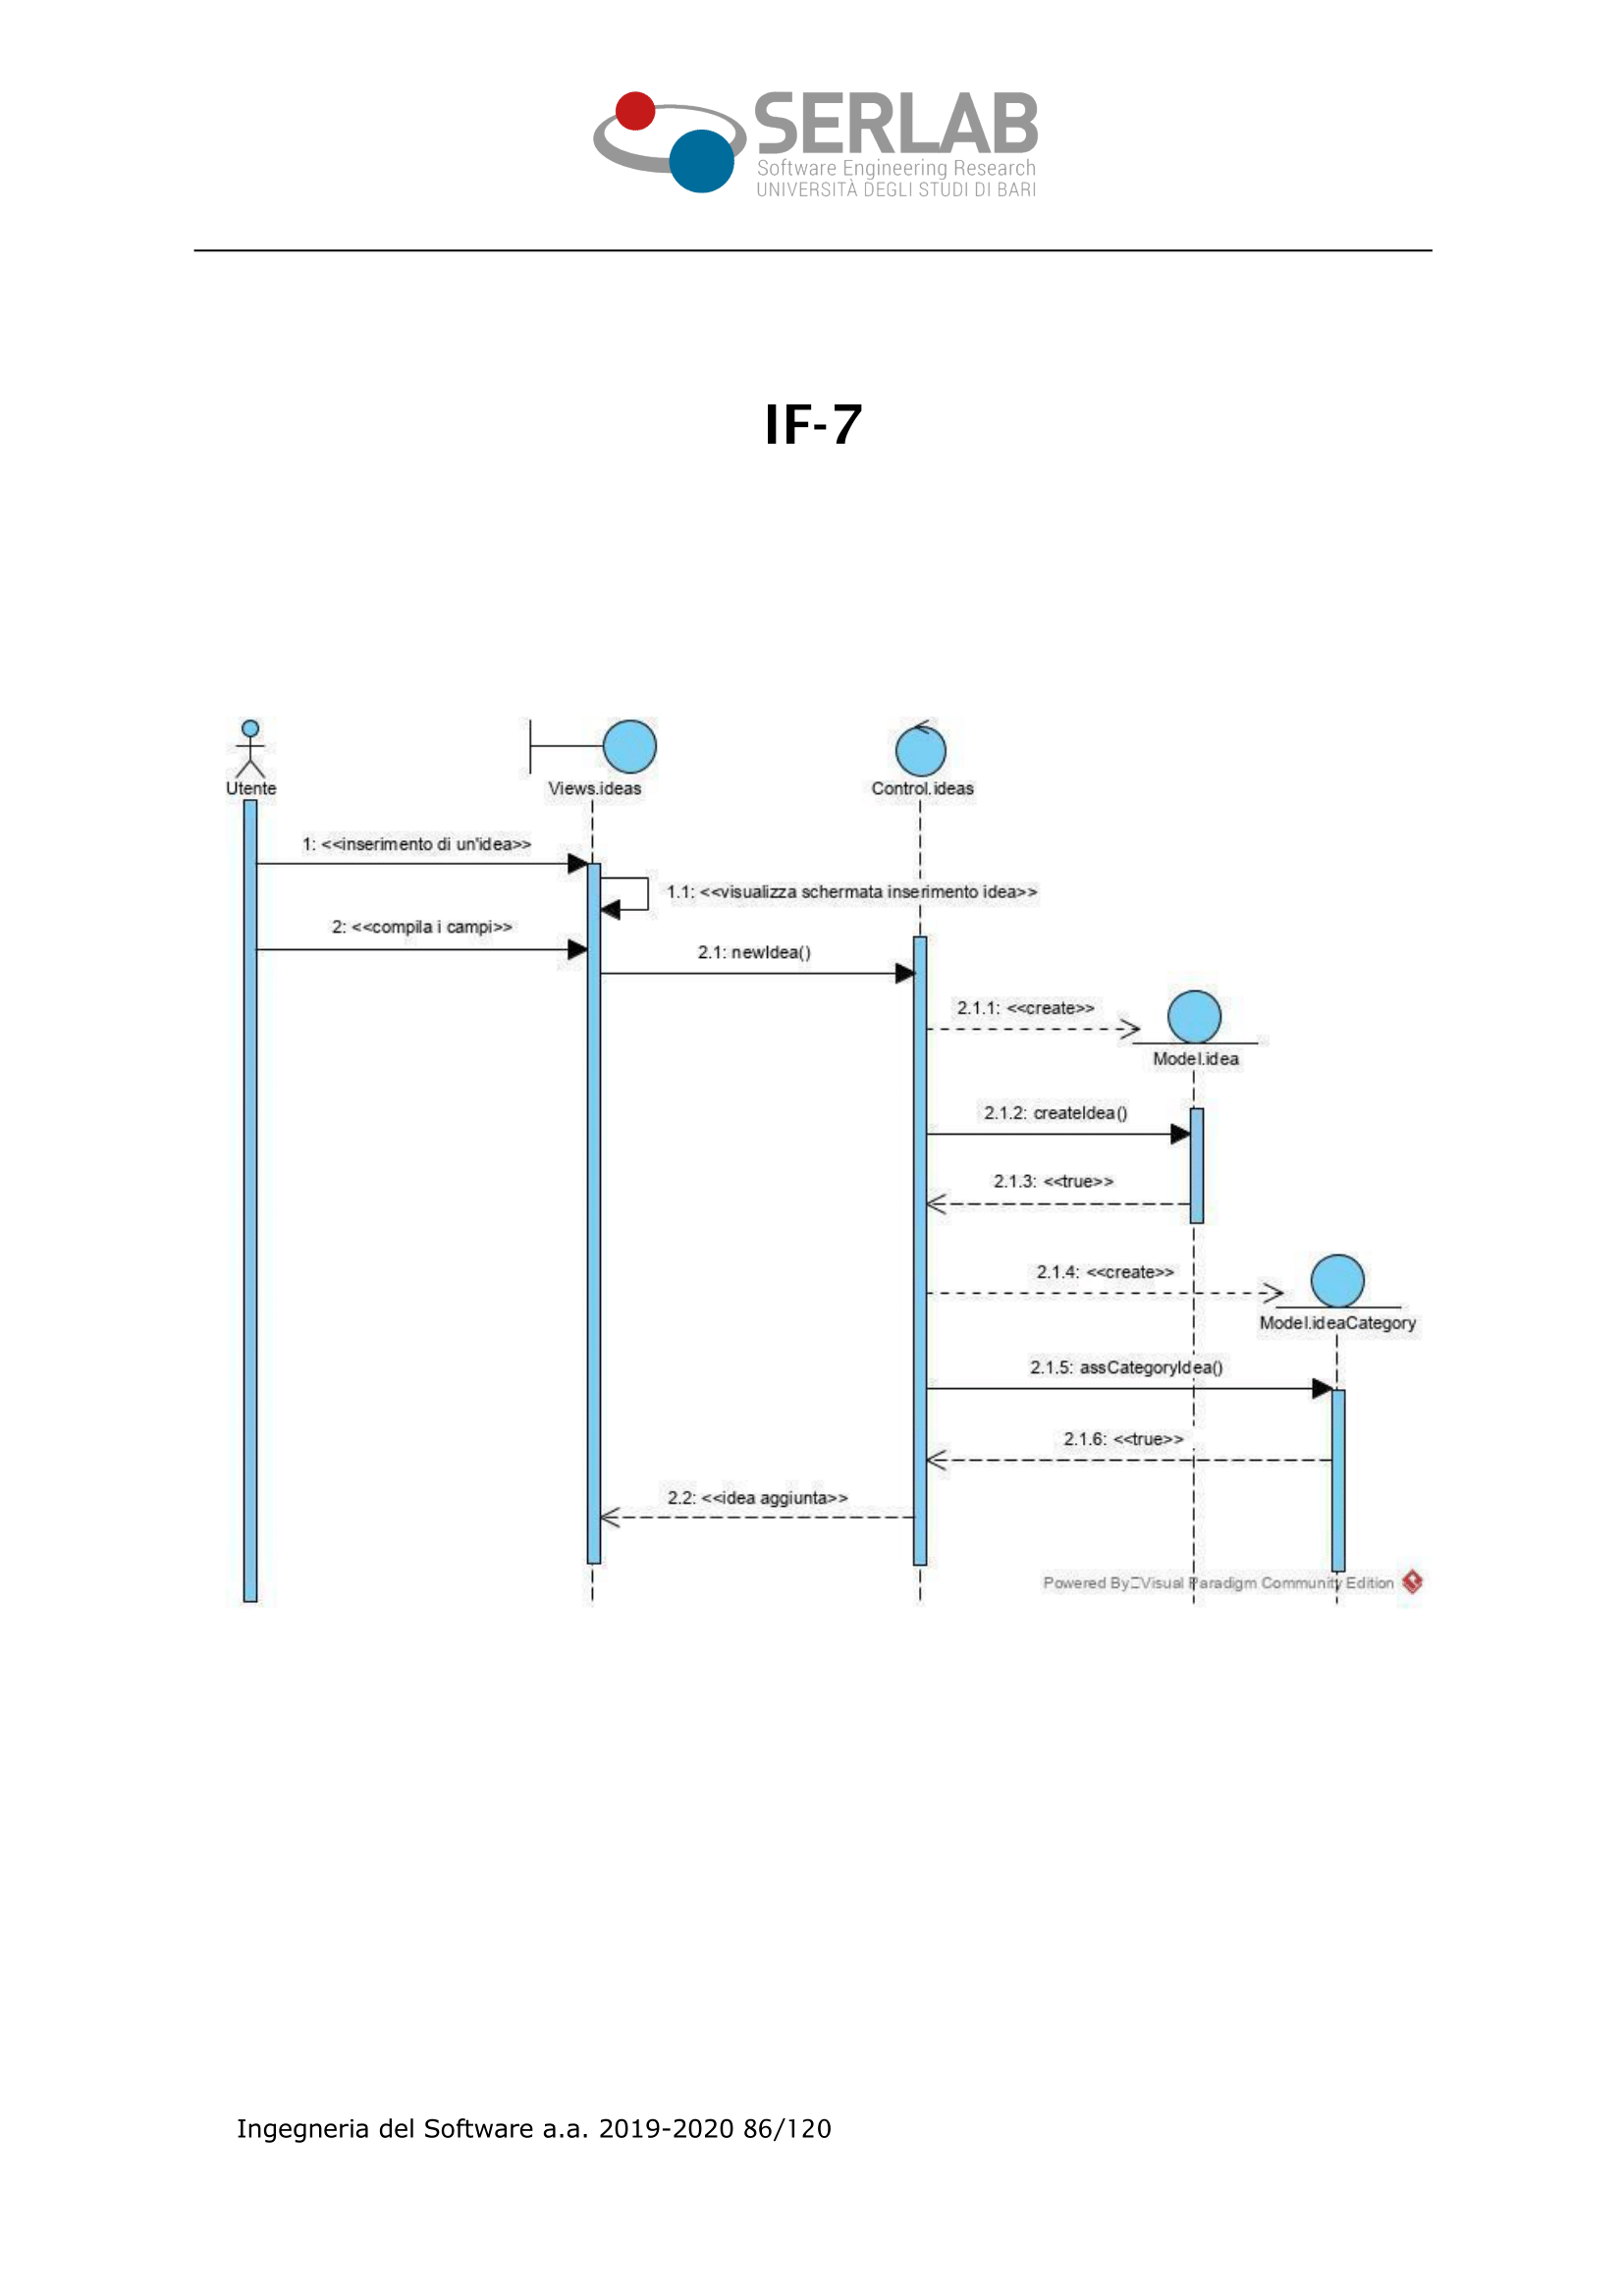 SERLAB
Software Engineering Research
UNIVERSITÀ DEGLI STUDI DI BARI
IF-7
Utente
Views.ideas
Control.ideas
1: <<inserimento di un'idea>>
1.1: <<visualizza schermata inserimento idea>>
2: <<compila i campi>>
2.1: newIdea()
2.1.1: <<create>>
Model.idea
2.1.2: createIdea()
2.1.3: <<true>>
2.1.4: <<create>>
Model.ideaCategory
2.1.5: assCategoryIdea()
2.1.6: <<true>>
2.2: <<idea aggiunta>>
Powered By Visual Paradigm Community Edition
Ingegneria del Software a.a. 2019-2020 86/120